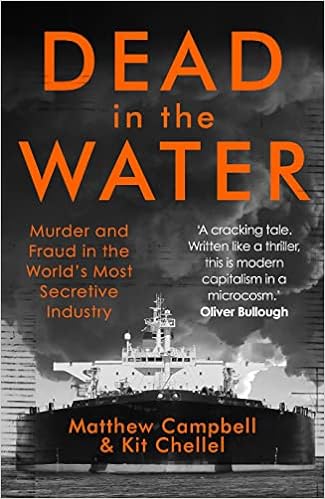 DEAD
in the
WATER
Murder and
Fraud in the
World's Most
Secretive
Industry
'A cracking tale.
Written like a thriller,
this is modern
capitalism in a
microcosm.'
Oliver Bullough
Matthew Campbell
& Kit Chellel